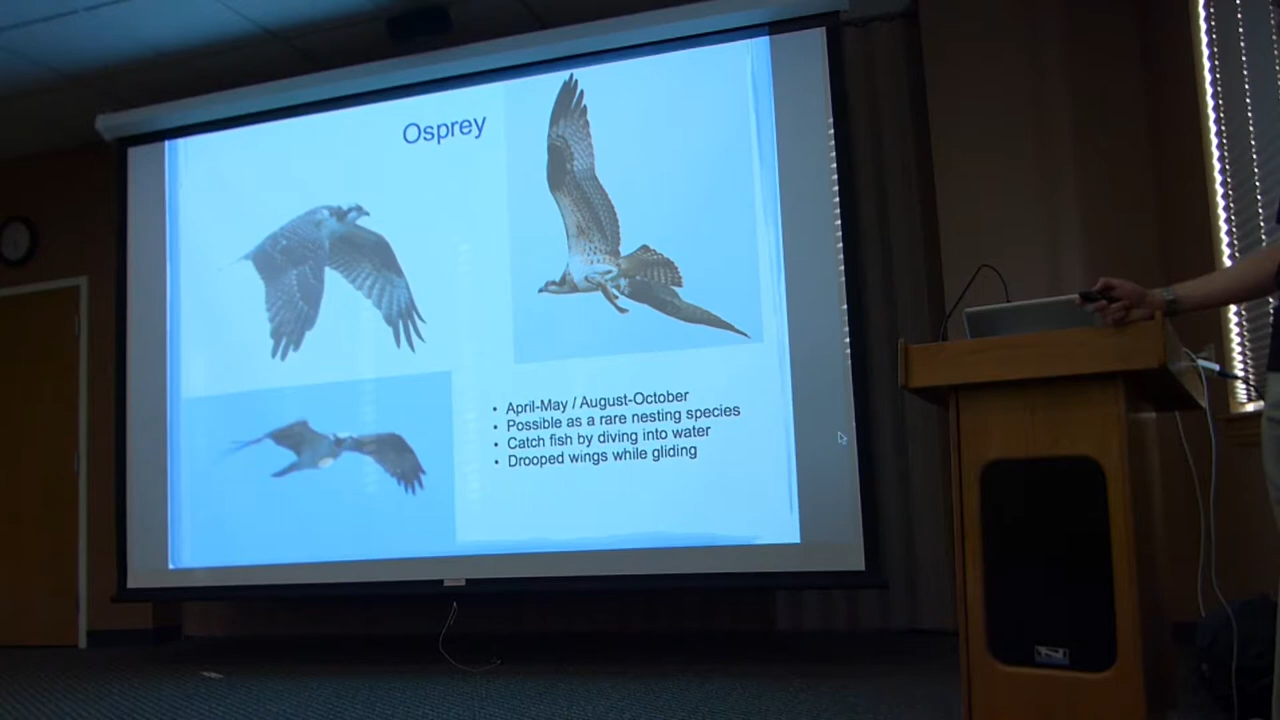 Osprey
• April-May / August-October
• Possible as a rare nesting species
• Catch fish by diving into water
• Drooped wings while gliding